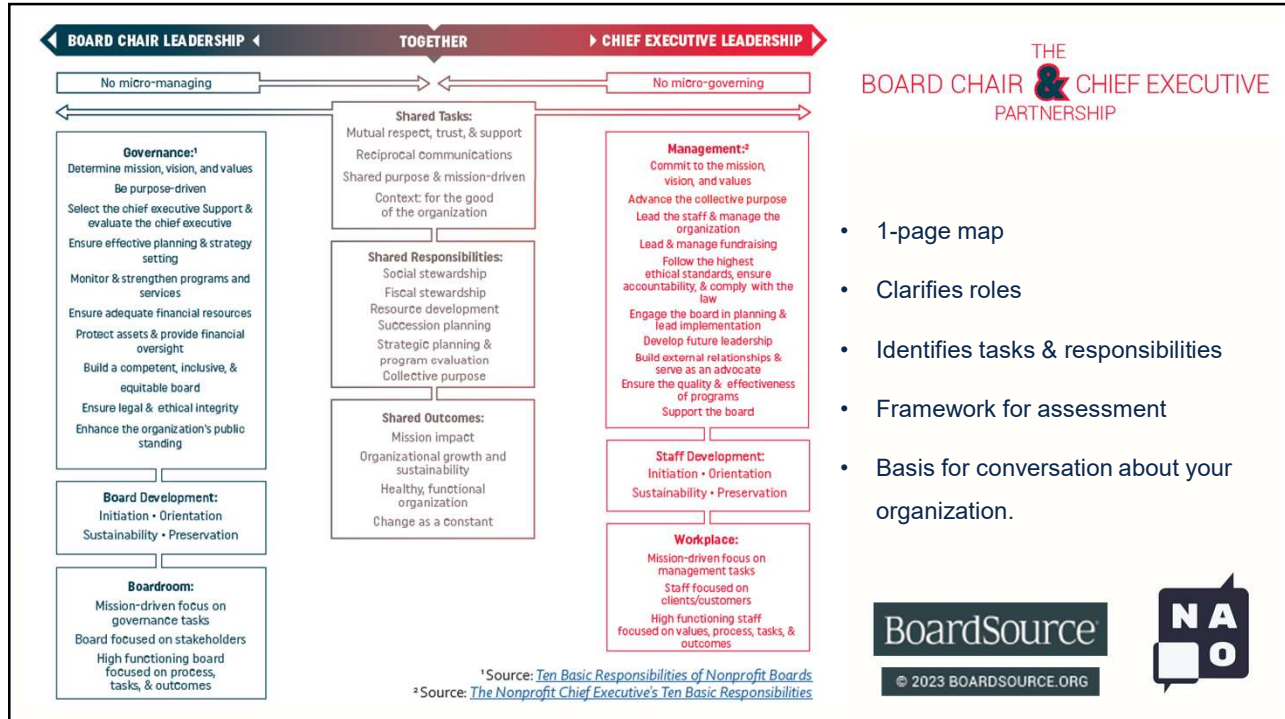 BOARD CHAIR LEADERSHIP
TOGETHER
CHIEF EXECUTIVE LEADERSHIP
No micro-managing
No micro-governing
Governance:¹
Determine mission, vision, and values
Be purpose-driven
Select the chief executive Support &
evaluate the chief executive
Ensure effective planning & strategy
setting
Monitor & strengthen programs and
services
Ensure adequate financial resources
Protect assets & provide financial
oversight
Build a competent, inclusive, &
equitable board
Ensure legal & ethical integrity
Enhance the organization's public
standing
Board Development:
Initiation • Orientation
Sustainability • Preservation
Boardroom:
Mission-driven focus on
governance tasks
Board focused on stakeholders
High functioning board
focused on process,
tasks, & outcomes
Shared Tasks:
Mutual respect, trust, & support
Reciprocal communications
Shared purpose & mission-driven
Context: for the good
of the organization
Shared Responsibilities:
Social stewardship
Fiscal stewardship
Resource development
Succession planning
Strategic planning &
program evaluation
Collective purpose
Shared Outcomes:
Mission impact
Organizational growth and
sustainability
Healthy, functional
organization
Change as a constant
Management:²
Commit to the mission,
vision, and values
Advance the collective purpose
Lead the staff & manage the
organization
Lead & manage fundraising
Follow the highest
ethical standards, ensure
accountability, & comply with the
law
Engage the board in planning &
lead implementation
Develop future leadership
Build external relationships &
serve as an advocate
Ensure the quality & effectiveness
of programs
Support the board
Staff Development:
Initiation • Orientation
Sustainability • Preservation
Workplace:
Mission-driven focus on
management tasks
Staff focused on
clients/customers
High functioning staff
focused on values, process, tasks, &
outcomes
¹ Source: Ten Basic Responsibilities of Nonprofit Boards
² Source: The Nonprofit Chief Executive's Ten Basic Responsibilities
THE
BOARD CHAIR & CHIEF EXECUTIVE
PARTNERSHIP
• 1-page map
• Clarifies roles
• Identifies tasks & responsibilities
• Framework for assessment
• Basis for conversation about your
organization.
BoardSource
© 2023 BOARDSOURCE.ORG
N A
O